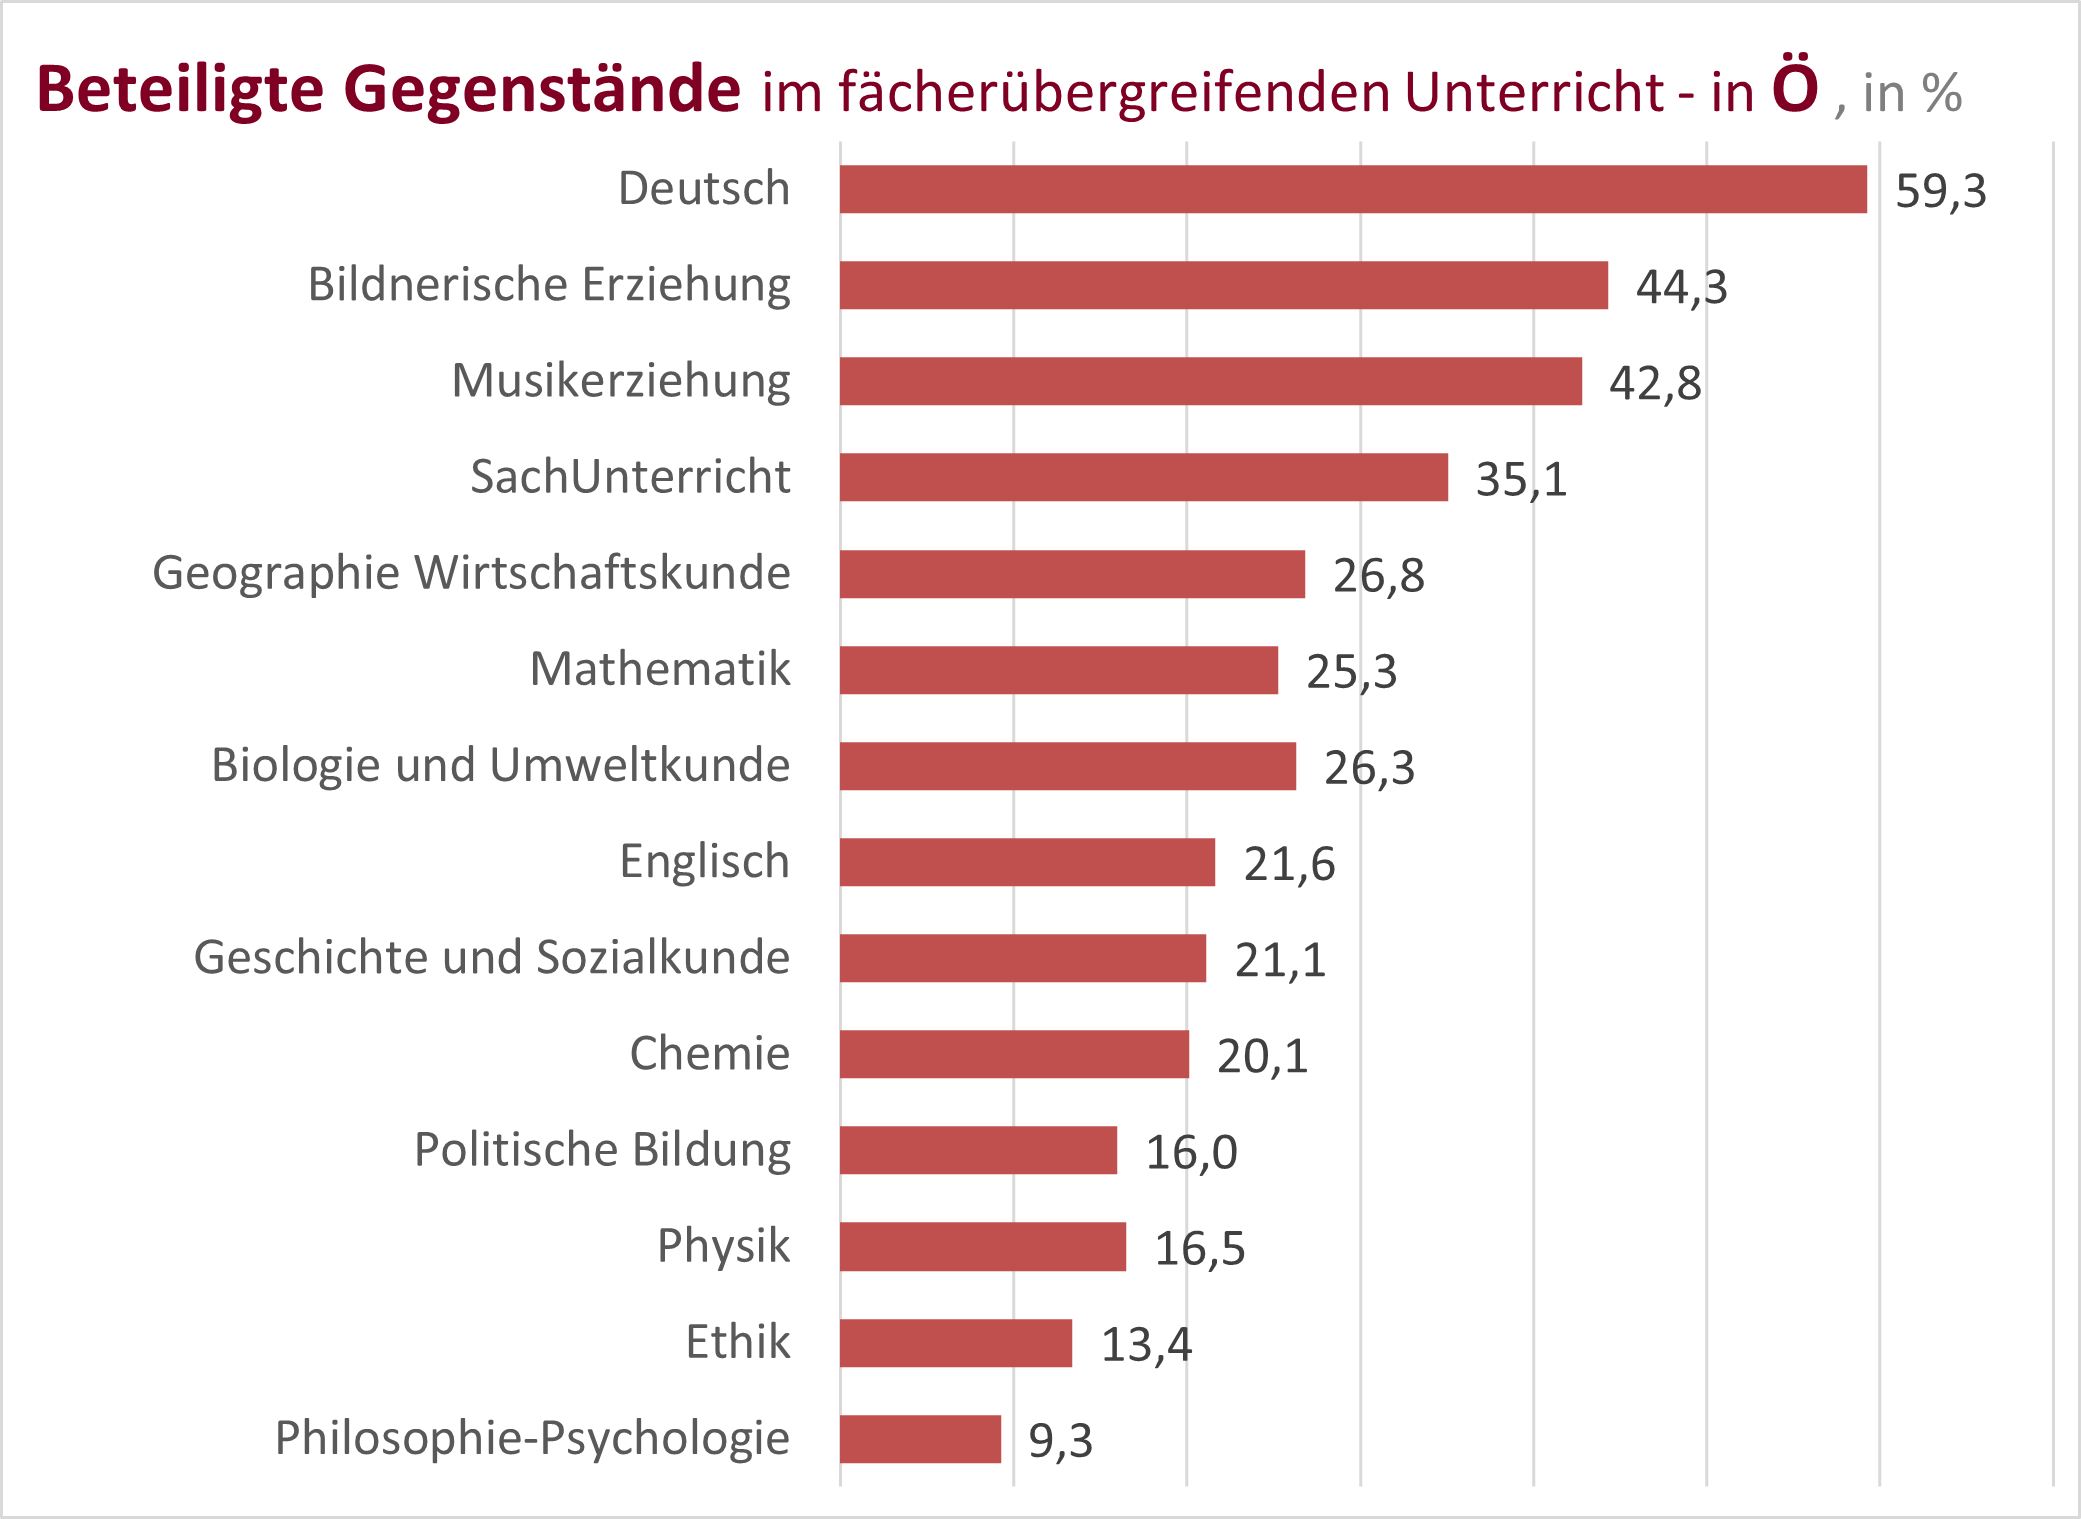 Beteiligte Gegenstände im fächerübergreifenden Unterricht - in Ö , in %
Deutsch 59,3
Bildnerische Erziehung 44,3
Musikerziehung 42,8
SachUnterricht 35,1
Geographie Wirtschaftskunde 26,8
Mathematik 25,3
Biologie und Umweltkunde 26,3
Englisch 21,6
Geschichte und Sozialkunde 21,1
Chemie 20,1
Politische Bildung 16,0
Physik 16,5
Ethik 13,4
Philosophie-Psychologie 9,3